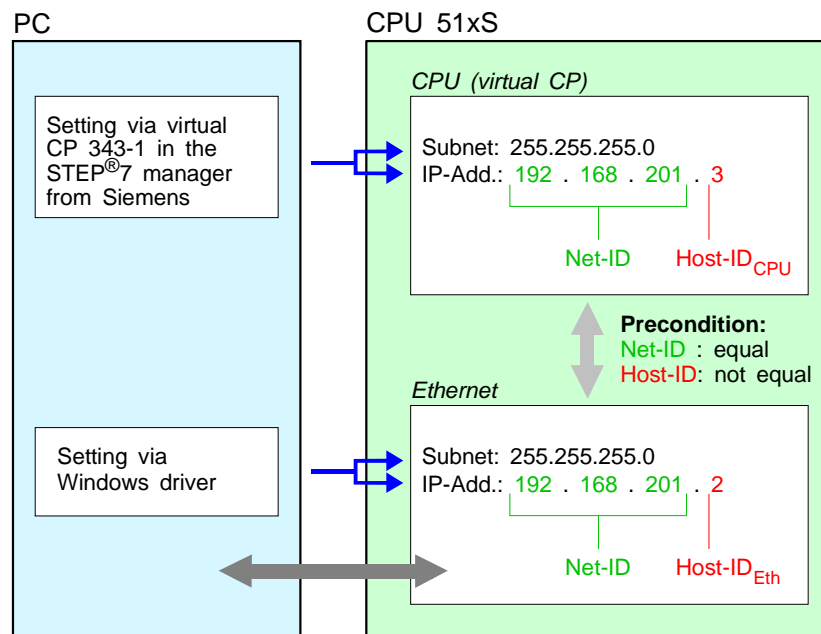 PC
CPU 51xS
CPU (virtual CP)
Setting via virtual
CP 343-1 in the
STEP®7 manager
from Siemens
Subnet: 255.255.255.0
IP-Add.: 192 . 168 . 201 . 3
Net-ID
Host-IDCPU
Precondition:
Net-ID : equal
Host-ID: not equal
Ethernet
Setting via
Windows driver
Subnet: 255.255.255.0
IP-Add.: 192 . 168 . 201 . 2
Net-ID
Host-IDEth